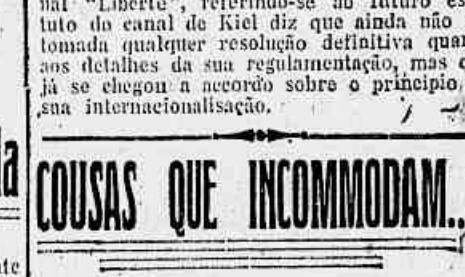 nal "Liberté", referindo-se ao futuro es
tuto do canal de Kiel diz que ainda não
tomada qualquer resolução definitiva quan
aos detalhes da sua regulamentação, mas
já se chegou a accordo sobre o principio
sua internacionalisação.
COUSAS QUE INCOMMODAM..